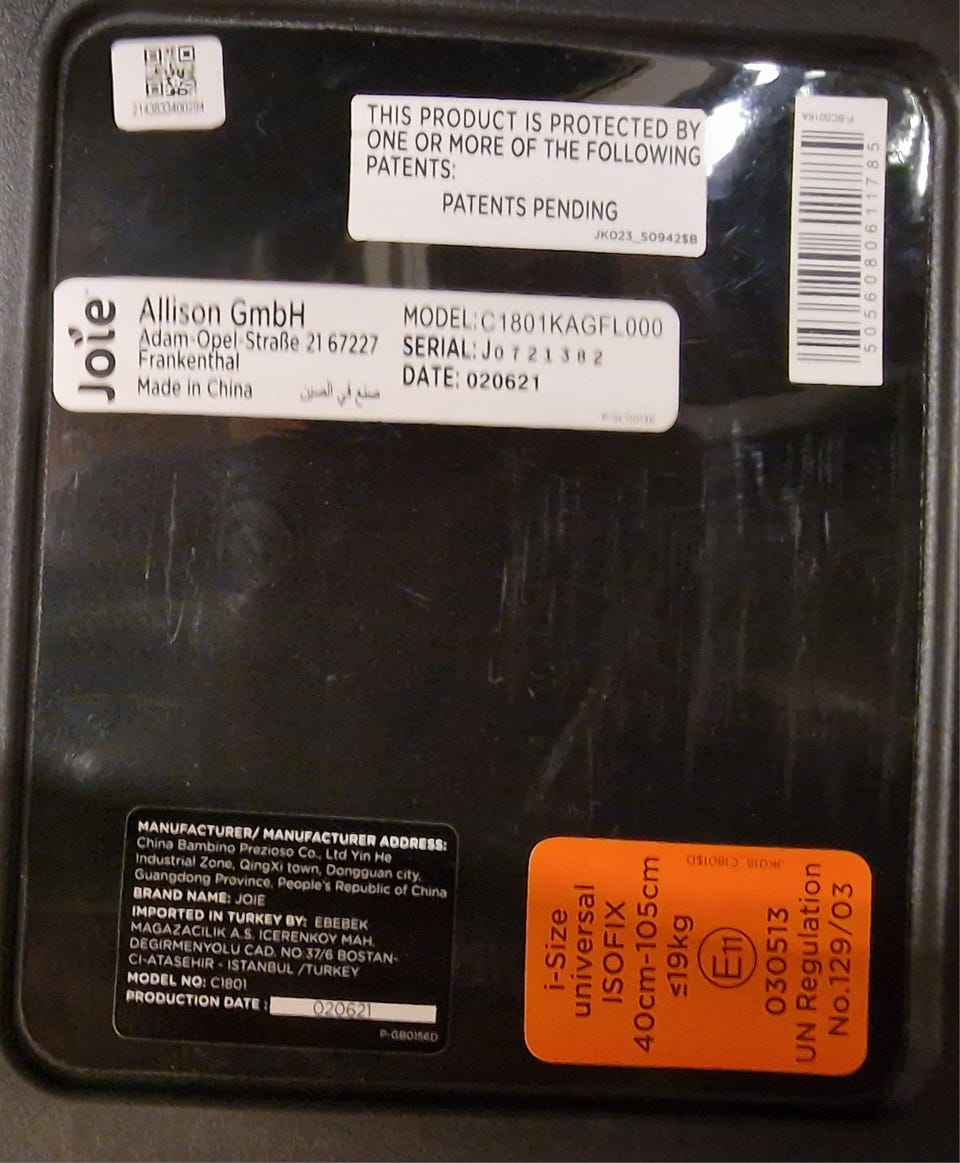 2143833400294
THIS PRODUCT IS PROTECTED BY
ONE OR MORE OF THE FOLLOWING
PATENTS:
PATENTS PENDING
JK023_S0942$B
P-BC0016A
5056080611785
Joie
Allison GmbH
Adam-Opel-Straße 21 67227
Frankenthal
Made in China
صنع في الصين
MODEL:C1801KAGFL000
SERIAL: J0721302
DATE: 020621
MANUFACTURER/ MANUFACTURER ADDRESS:
China Bambino Prezioso Co., Ltd Yin He
Industrial Zone, QingXi town, Dongguan city,
Guangdong Province, People's Republic of China
BRAND NAME: JOIE
IMPORTED IN TURKEY BY: EBEBEK
MAGAZACILIK A.S. ICERENKOY MAH.
DEGIRMENYOLU CAD. NO:37/6 BOSTAN-
CI-ATASEHIR - ISTANBUL /TURKEY
MODEL NO: C1801
PRODUCTION DATE : 020621
P-GB0156D
JK018_C1801$D
i-Size
universal
ISOFIX
40cm-105cm
≤19kg
E11
030513
UN Regulation
No.129/03